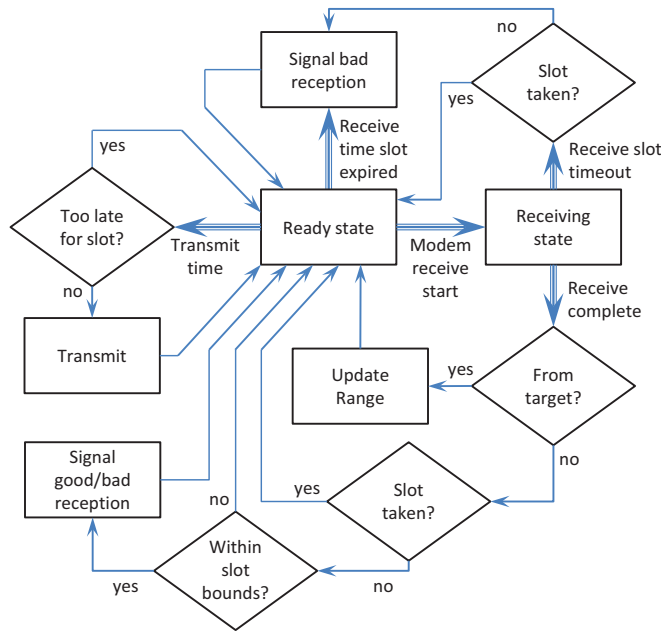 no
Signal bad
reception
Slot
taken?
yes
Receive
time slot
expired
Receive slot
timeout
yes
Too late
for slot?
Transmit
time
Ready state
Modem
receive
start
Receiving
state
no
Receive
complete
Transmit
Update
Range
yes
From
target?
no
Signal
good/bad
reception
no
yes
Slot
taken?
Within
slot
bounds?
yes
no